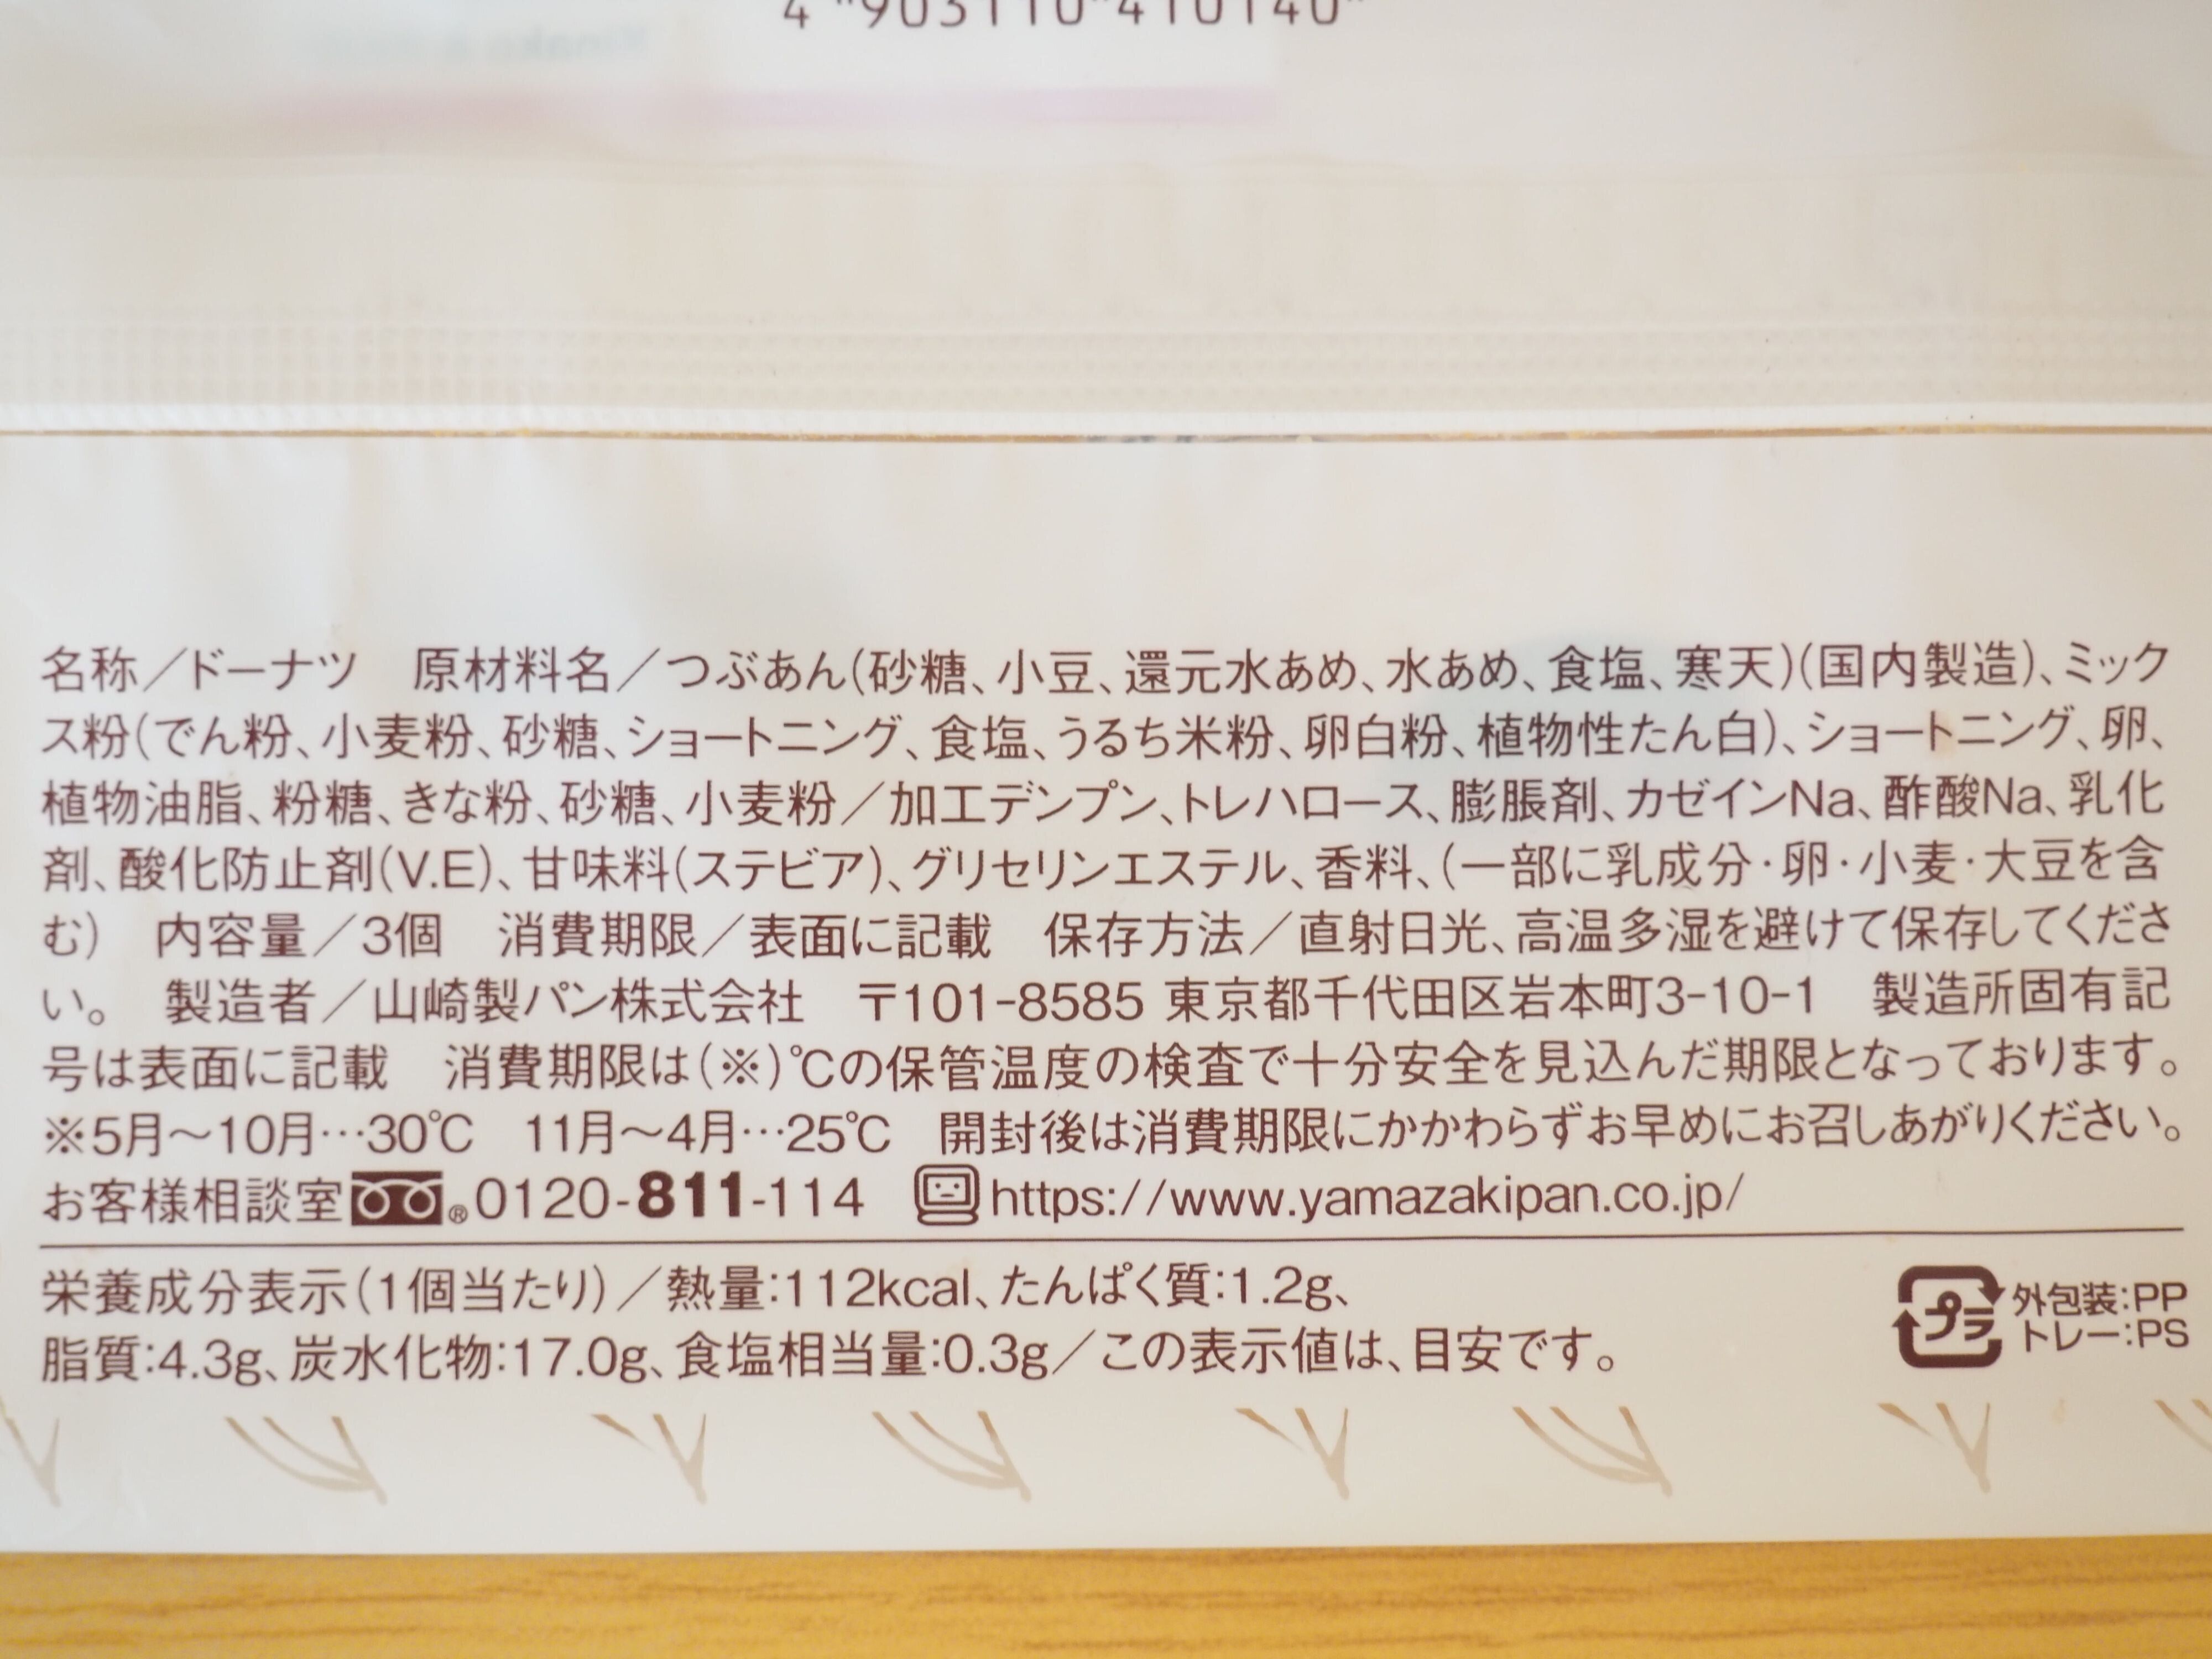 4 903110 410140
名称／ドーナツ　原材料名／つぶあん(砂糖、小豆、還元水あめ、水あめ、食塩、寒天)(国内製造)、ミック
ス粉(でん粉、小麦粉、砂糖、ショートニング、食塩、うるち米粉、卵白粉、植物性たん白)、ショートニング、卵、
植物油脂、粉糖、きな粉、砂糖、小麦粉／加工デンプン、トレハロース、膨脹剤、カゼインNa、酢酸Na、乳化
剤、酸化防止剤(V.E)、甘味料(ステビア)、グリセリンエステル、香料、(一部に乳成分・卵・小麦・大豆を含
む)　内容量／3個　消費期限／表面に記載　保存方法／直射日光、高温多湿を避けて保存してくださ
い。　製造者／山崎製パン株式会社　〒101-8585 東京都千代田区岩本町3-10-1　製造所固有記
号は表面に記載　消費期限は(※)℃の保管温度の検査で十分安全を見込んだ期限となっております。
※5月～10月…30℃　11月～4月…25℃　開封後は消費期限にかかわらずお早めにお召しあがりください。
お客様相談室 ®0120-811-114　https://www.yamazakipan.co.jp/
栄養成分表示(1個当たり)／熱量:112kcal、たんぱく質:1.2g、
脂質:4.3g、炭水化物:17.0g、食塩相当量:0.3g／この表示値は、目安です。
プラ 外包装:PP
トレー:PS